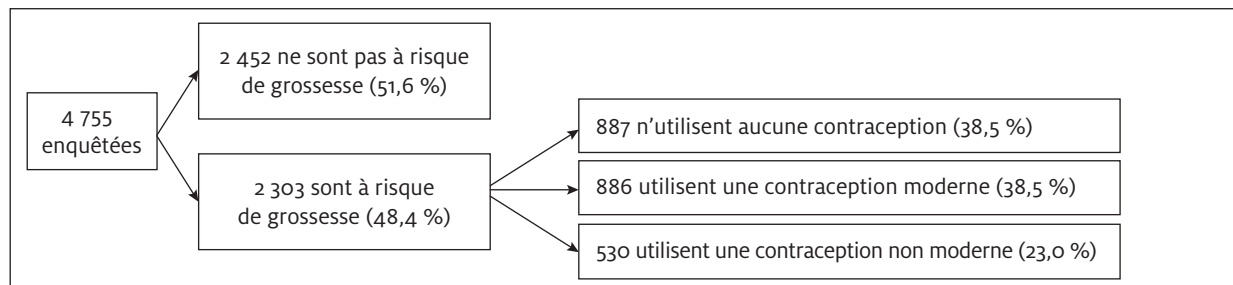 4 755
enquêtées
2 452 ne sont pas à risque
de grossesse (51,6 %)
2 303 sont à risque
de grossesse (48,4 %)
887 n'utilisent aucune contraception (38,5 %)
886 utilisent une contraception moderne (38,5 %)
530 utilisent une contraception non moderne (23,0 %)